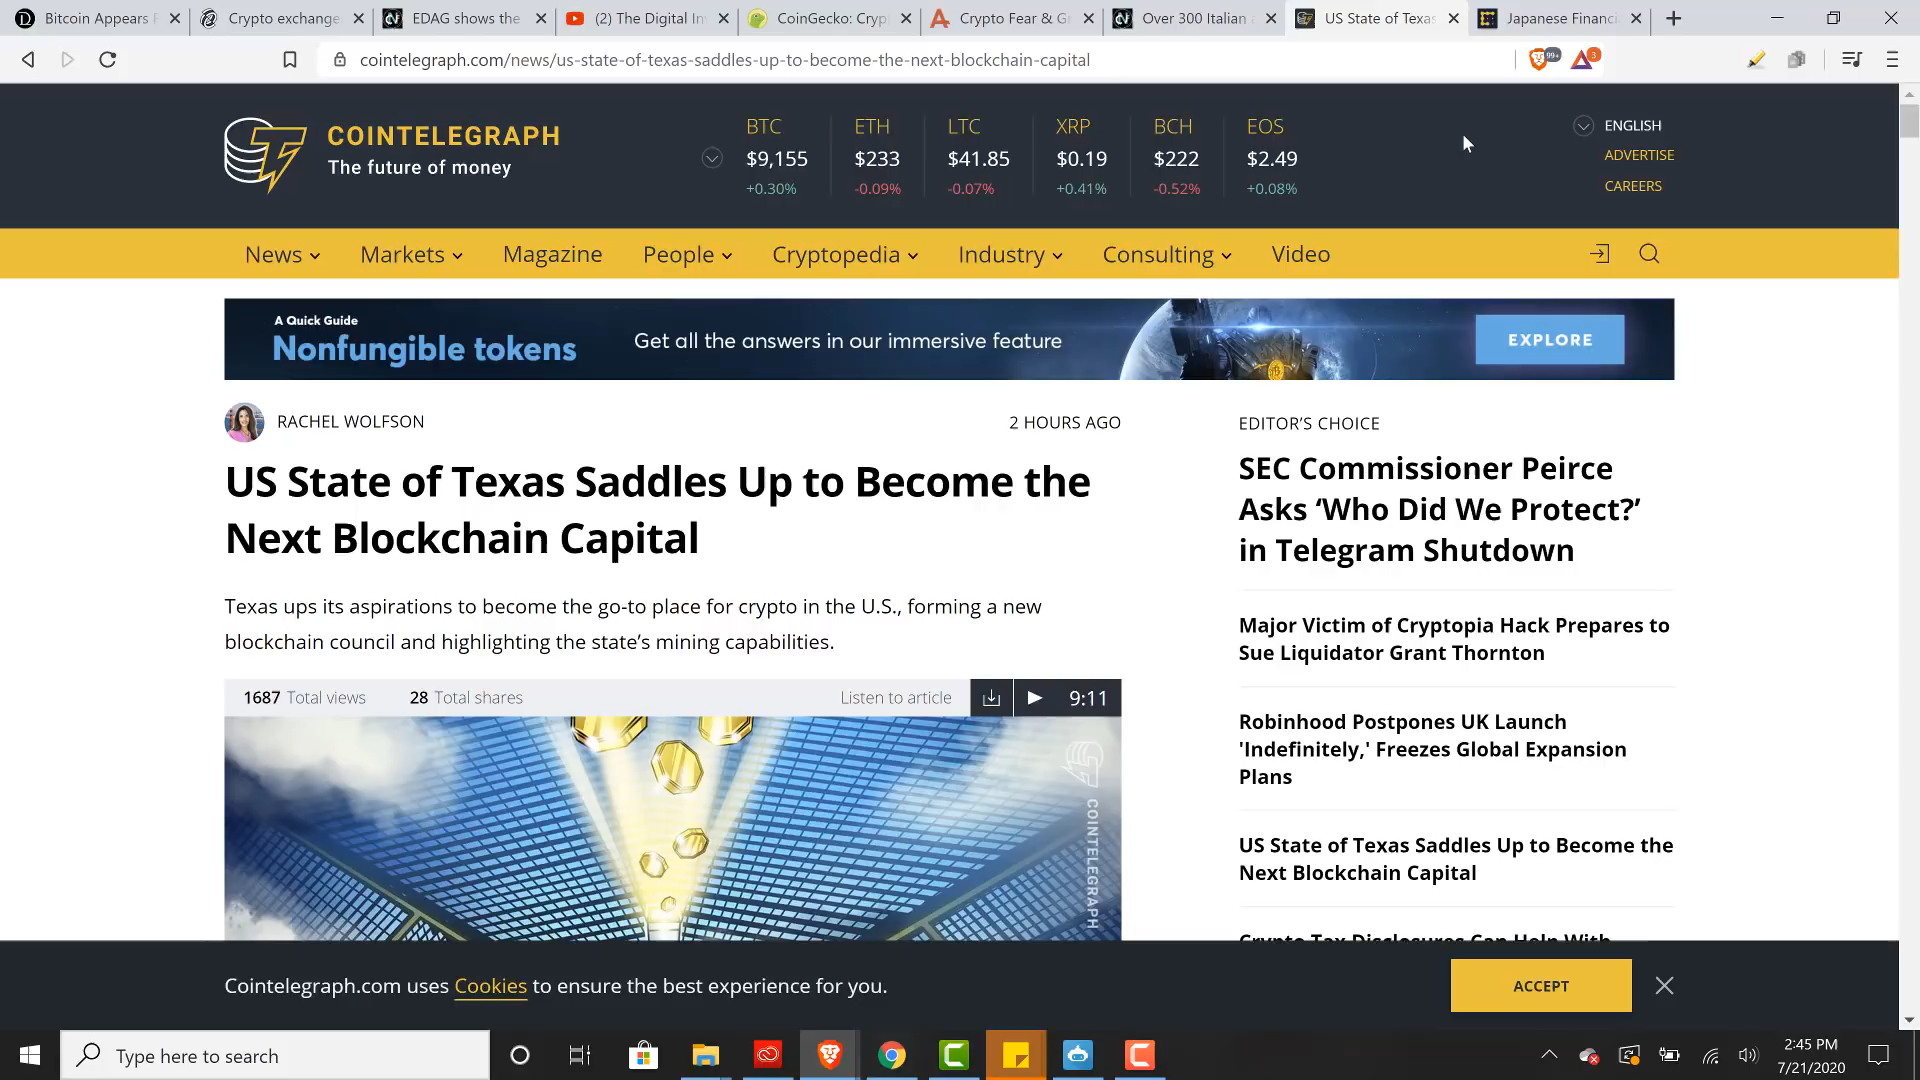 Bitcoin Appears
Crypto exchange
EDAG shows the
(2) The Digital In
CoinGecko: Cryp
Crypto Fear & G
Over 300 Italian
US State of Texas
Japanese Financi
cointelegraph.com/news/us-state-of-texas-saddles-up-to-become-the-next-blockchain-capital
99+
3
COINTELEGRAPH
The future of money
BTC ETH LTC XRP BCH EOS
$9,155 $233 $41.85 $0.19 $222 $2.49
+0.30% -0.09% -0.07% +0.41% -0.52% +0.08%
ENGLISH
ADVERTISE
CAREERS
News Markets Magazine People Cryptopedia Industry Consulting Video
A Quick Guide
Nonfungible tokens
Get all the answers in our immersive feature
EXPLORE
RACHEL WOLFSON
2 HOURS AGO
US State of Texas Saddles Up to Become the
Next Blockchain Capital
Texas ups its aspirations to become the go-to place for crypto in the U.S., forming a new
blockchain council and highlighting the state’s mining capabilities.
1687 Total views 28 Total shares Listen to article 9:11
COINTELEGRAPH
EDITOR’S CHOICE
SEC Commissioner Peirce
Asks ‘Who Did We Protect?’
in Telegram Shutdown
Major Victim of Cryptopia Hack Prepares to
Sue Liquidator Grant Thornton
Robinhood Postpones UK Launch
'Indefinitely,' Freezes Global Expansion
Plans
US State of Texas Saddles Up to Become the
Next Blockchain Capital
Crypto Tax Disclosures Can Help With
Cointelegraph.com uses Cookies to ensure the best experience for you.
ACCEPT
Type here to search
2:45 PM
7/21/2020